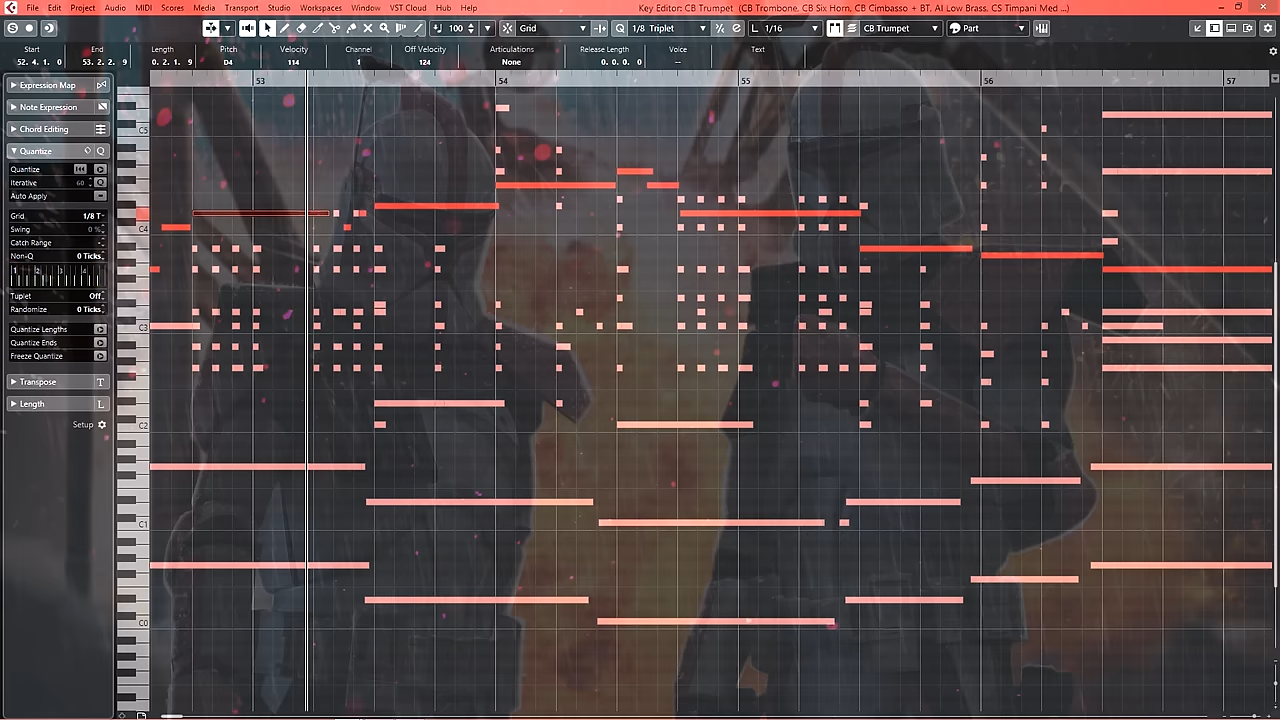 File Edit Project Audio MIDI Scores Media Transport Studio Workspaces Window VST Cloud Hub Help Key Editor: CB Trumpet (CB Trombone, CB Six Horn, CB Cimbasso + BT, AI Low Brass, CS Timpani Med ...)
100 Grid Q 1/8 Triplet L 1/16 CB Trumpet Part
Start End Length Pitch Velocity Channel Off Velocity Articulations Release Length Voice Text
52. 4. 1. 0 53. 2. 2. 9 0. 2. 1. 9 D4 114 1 124 None 0. 0. 0. 0 --
53 54 55 56 57
Expression Map
Note Expression
Chord Editing
Quantize Q
Quantize
Iterative 60 Q
Auto Apply
Grid 1/8 T
Swing 0 %
Catch Range
Non-Q 0 Ticks
1 2 3 4
Tuplet Off
Randomize 0 Ticks
Quantize Lengths
Quantize Ends
Freeze Quantize
Transpose T
Length L
Setup
C5
C4
C3
C2
C1
C0